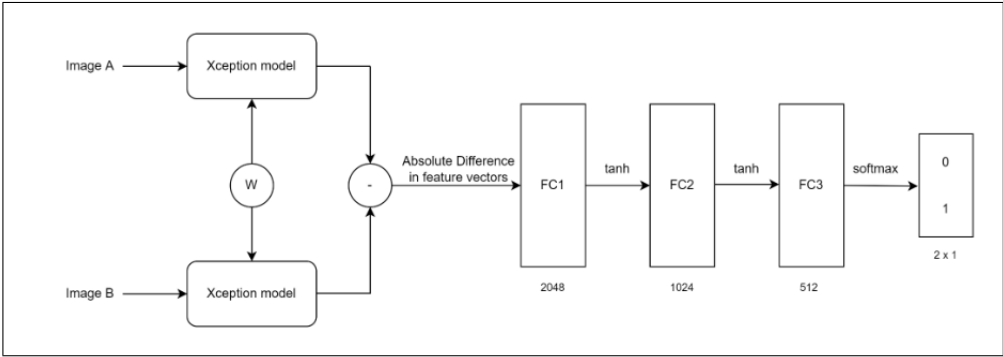 Image A
Xception model
W
Image B
Xception model
-
Absolute Difference
in feature vectors
FC1
2048
tanh
FC2
1024
tanh
FC3
512
softmax
0
1
2 x 1